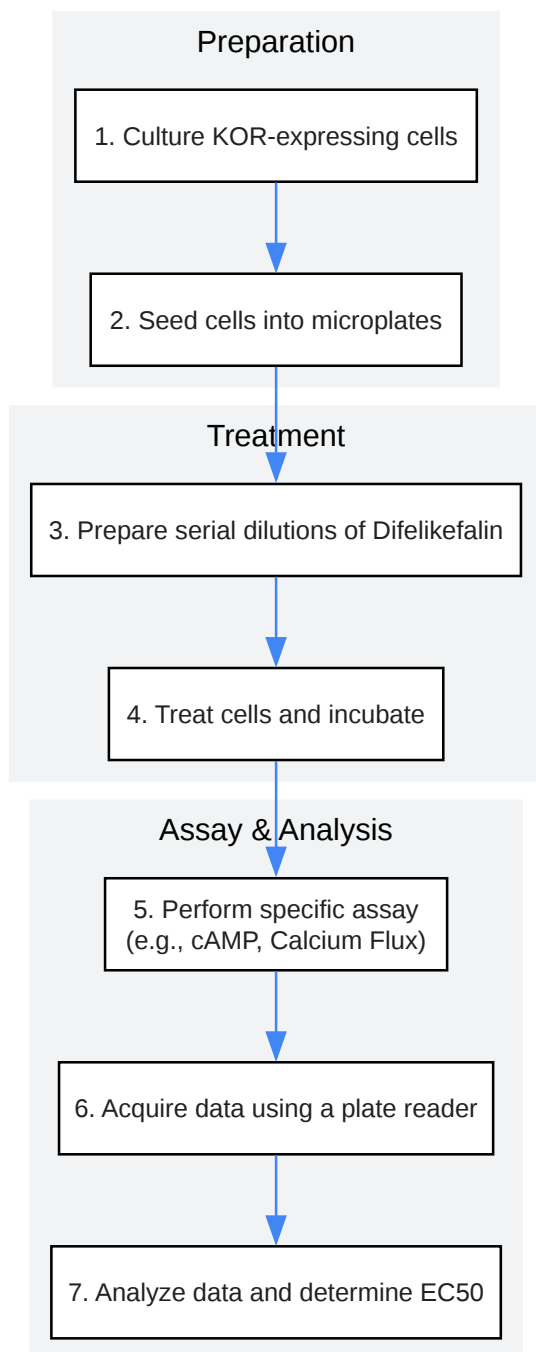 Preparation
1. Culture KOR-expressing cells
2. Seed cells into microplates
Treatment
3. Prepare serial dilutions of Difelikefalin
4. Treat cells and incubate
Assay & Analysis
5. Perform specific assay
(e.g., cAMP, Calcium Flux)
6. Acquire data using a plate reader
7. Analyze data and determine EC50